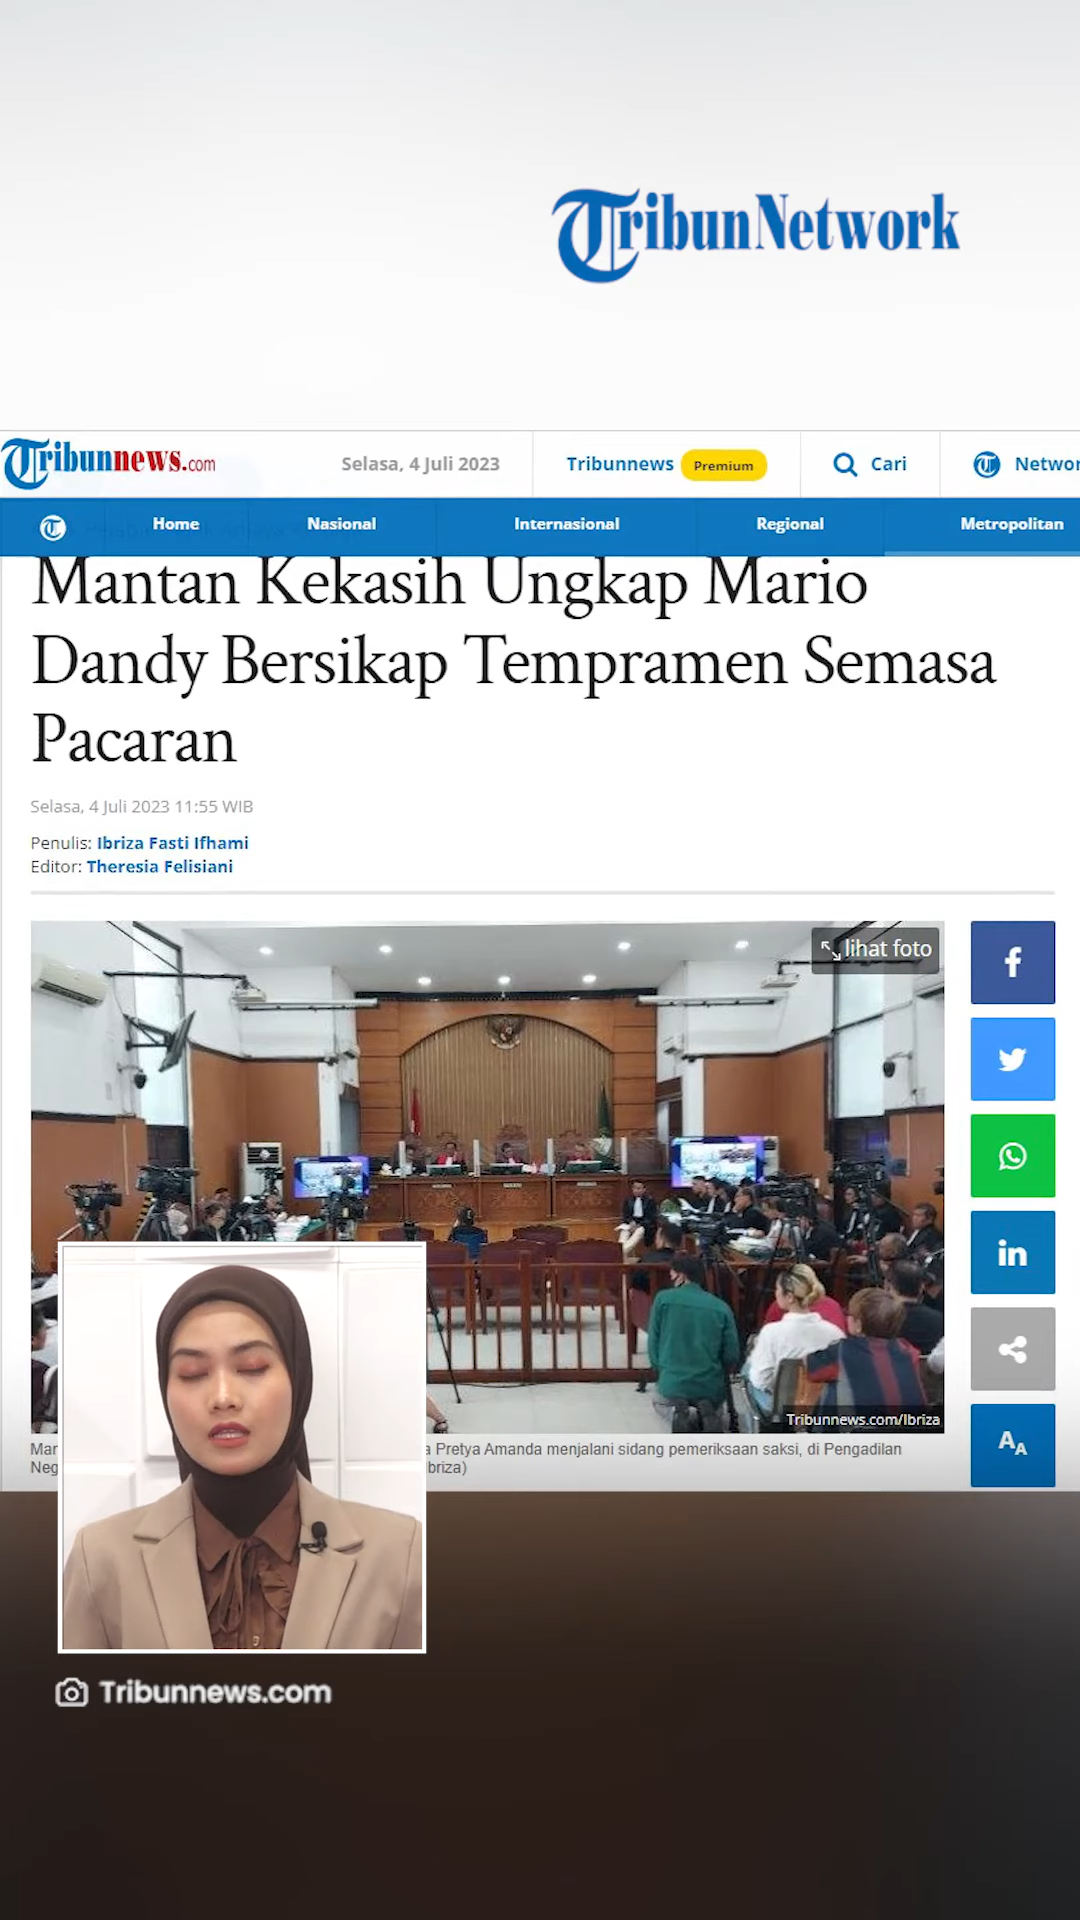 TribunNetwork
Tribunnews.com
Selasa, 4 Juli 2023
Tribunnews Premium
Cari
Networ
Home
Nasional
Internasional
Regional
Metropolitan
Mantan Kekasih Ungkap Mario
Dandy Bersikap Tempramen Semasa
Pacaran
Selasa, 4 Juli 2023 11:55 WIB
Penulis: Ibriza Fasti Ifhami
Editor: Theresia Felisiani
lihat foto
Tribunnews.com/Ibriza
Mar
a Pretya Amanda menjalani sidang pemeriksaan saksi, di Pengadilan
Neg
briza)
Tribunnews.com